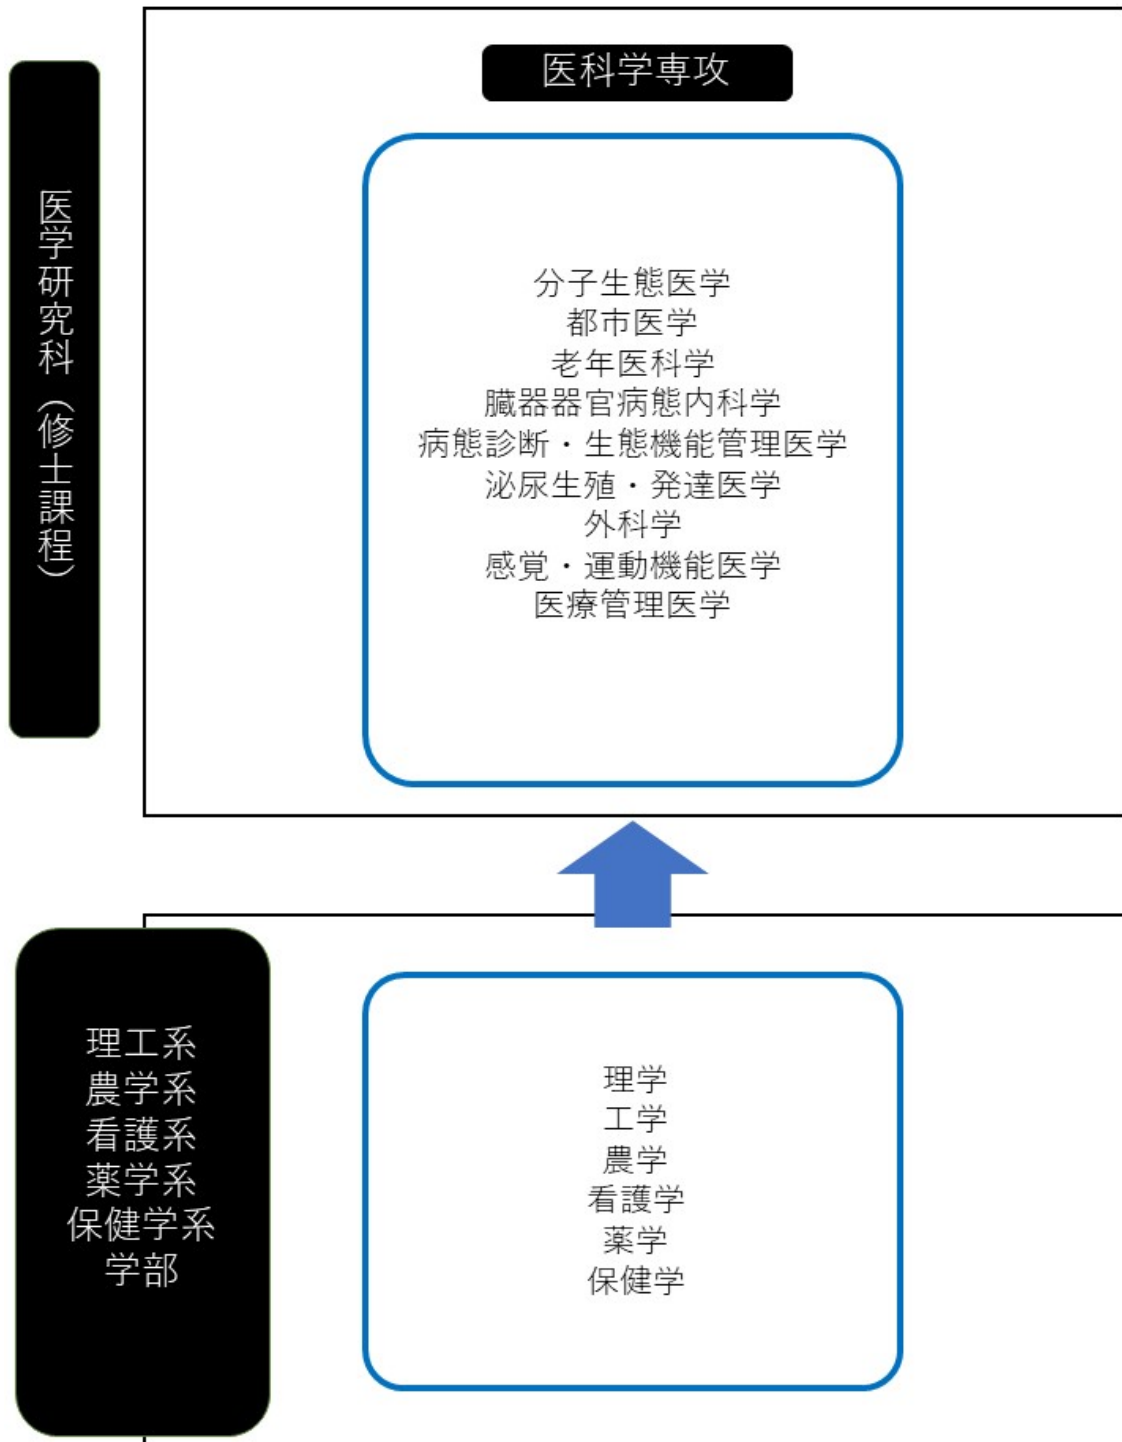 医科学専攻
医学研究科（修士課程）
分子生態医学
都市医学
老年医科学
臓器器官病態内科学
病態診断・生態機能管理医学
泌尿生殖・発達医学
外科学
感覚・運動機能医学
医療管理医学
理工系
農学系
看護系
薬学系
保健学系
学部
理学
工学
農学
看護学
薬学
保健学